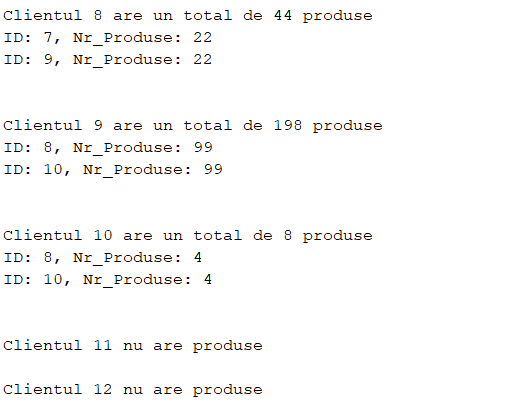 Clientul 8 are un total de 44 produse
ID: 7, Nr_Produse: 22
ID: 9, Nr_Produse: 22
Clientul 9 are un total de 198 produse
ID: 8, Nr_Produse: 99
ID: 10, Nr_Produse: 99
Clientul 10 are un total de 8 produse
ID: 8, Nr_Produse: 4
ID: 10, Nr_Produse: 4
Clientul 11 nu are produse
Clientul 12 nu are produse